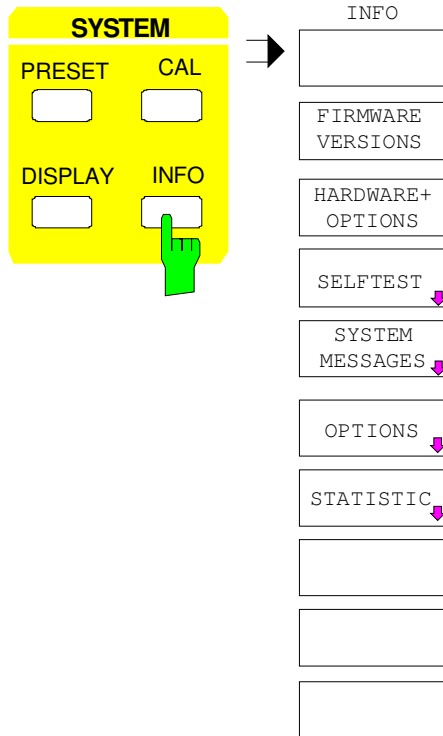 SYSTEM
PRESET
CAL
DISPLAY
INFO
INFO
FIRMWARE
VERSIONS
HARDWARE+
OPTIONS
SELFTEST
SYSTEM
MESSAGES
OPTIONS
STATISTIC